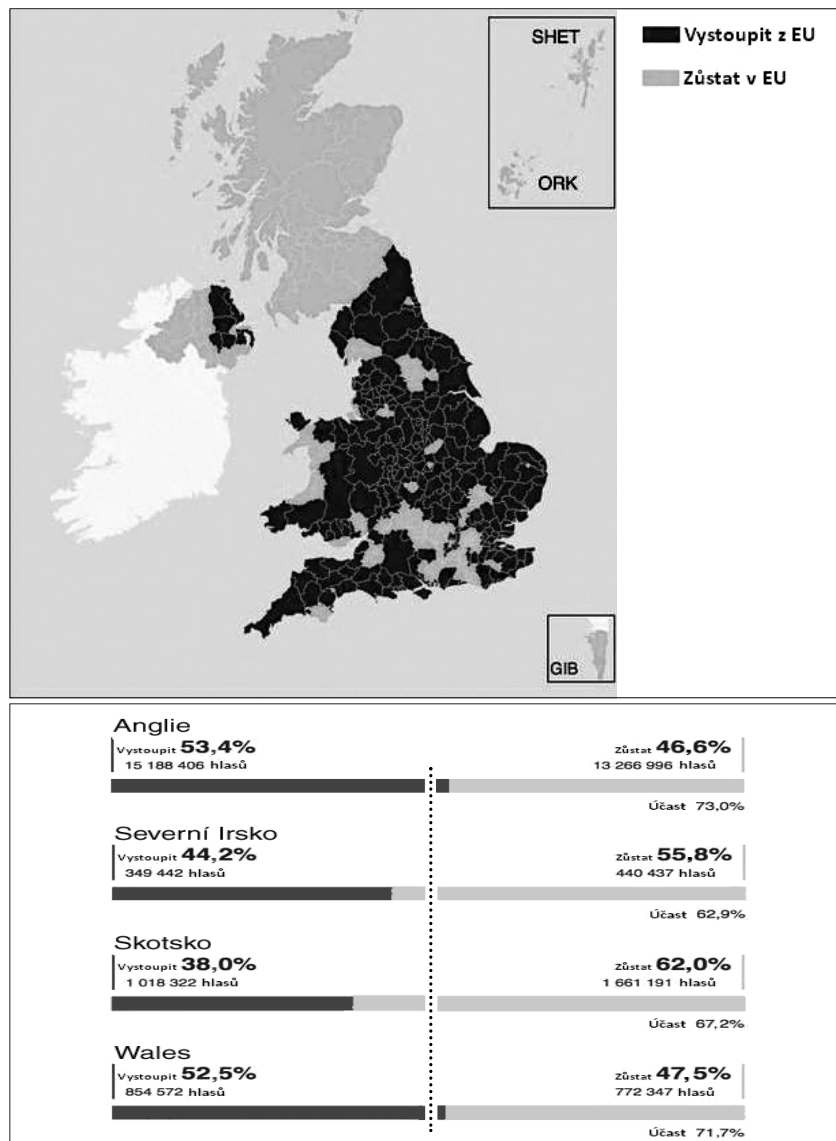 SHET
ORK
GIB
Vystoupit z EU
Zůstat v EU
Anglie
Vystoupit 53,4%
15 188 406 hlasů
Zůstat 46,6%
13 266 996 hlasů
Účast 73,0%
Severní Irsko
Vystoupit 44,2%
349 442 hlasů
Zůstat 55,8%
440 437 hlasů
Účast 62,9%
Skotsko
Vystoupit 38,0%
1 018 322 hlasů
Zůstat 62,0%
1 661 191 hlasů
Účast 67,2%
Wales
Vystoupit 52,5%
854 572 hlasů
Zůstat 47,5%
772 347 hlasů
Účast 71,7%